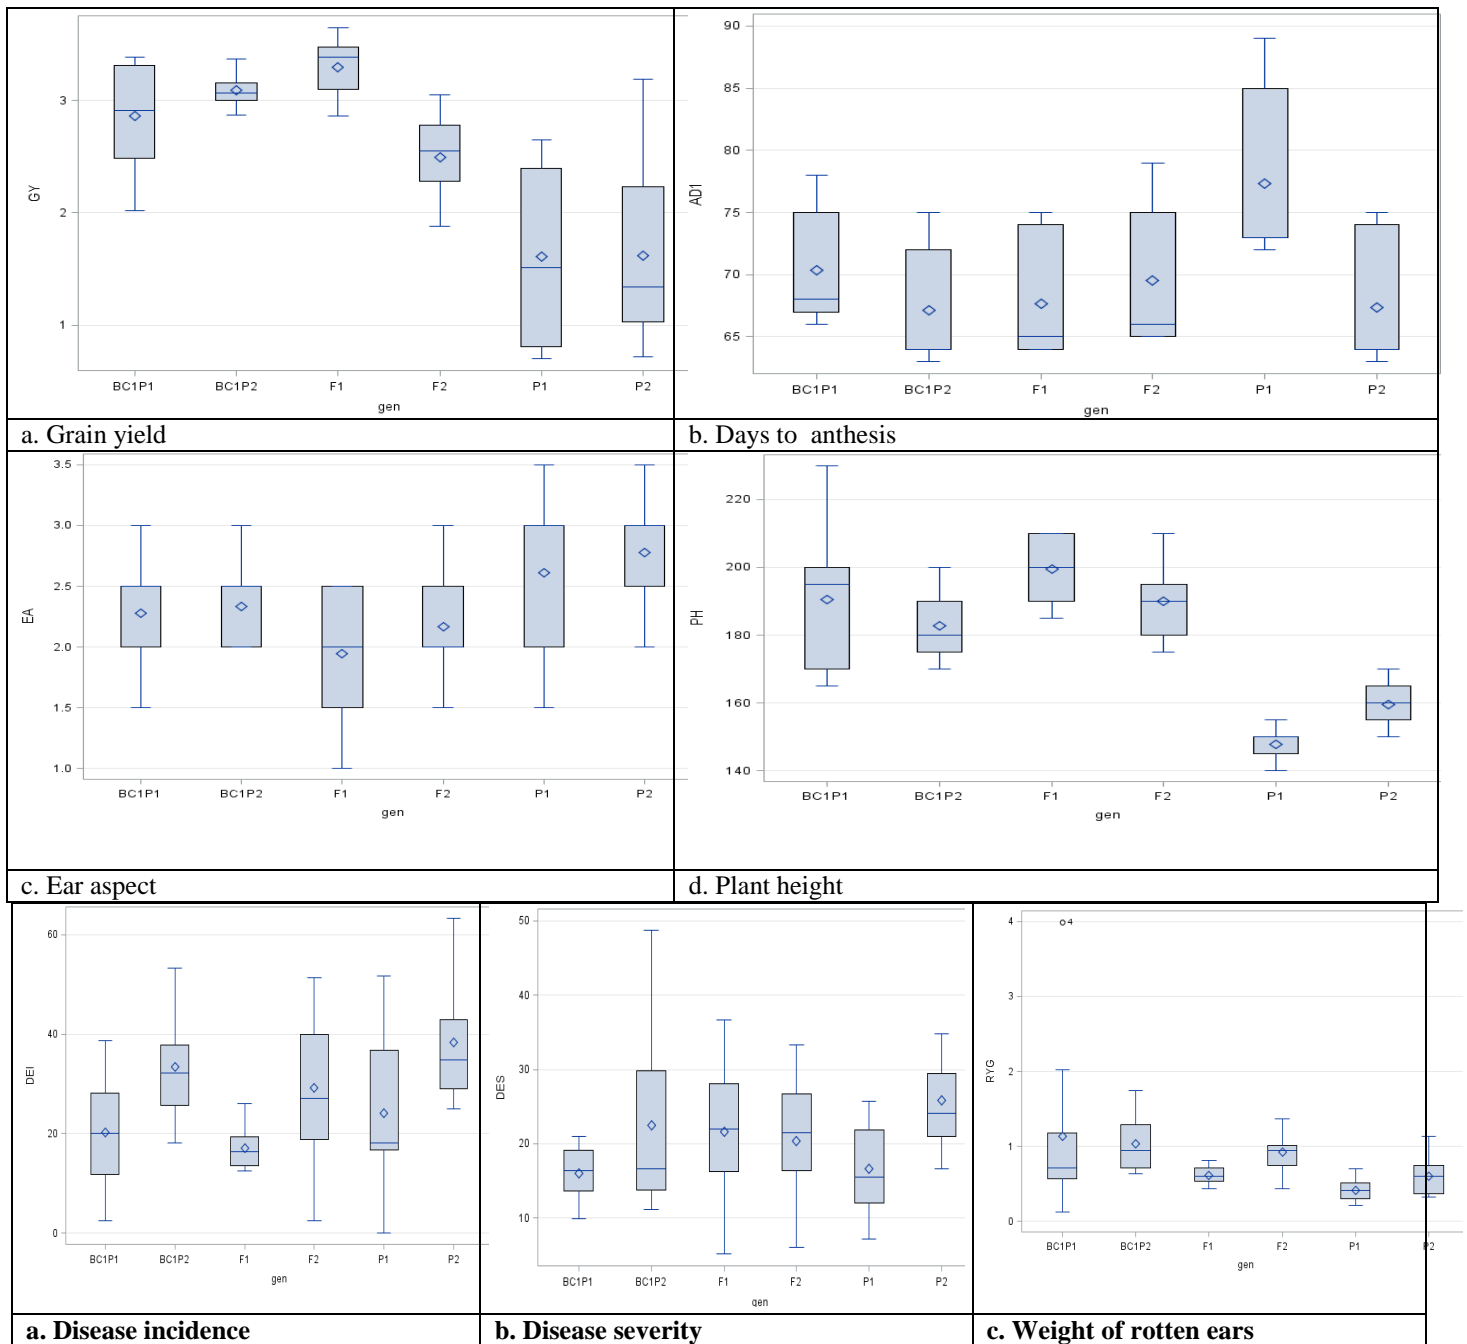 3
2
1
GY
BC1P1 BC1P2 F1 F2 P1 P2
gen
90
85
80
75
70
65
AD1
BC1P1 BC1P2 F1 F2 P1 P2
gen
a. Grain yield
b. Days to anthesis
3.5
3.0
2.5
2.0
1.5
1.0
EA
BC1P1 BC1P2 F1 F2 P1 P2
gen
220
200
180
160
140
PH
BC1P1 BC1P2 F1 F2 P1 P2
gen
c. Ear aspect
d. Plant height
60
40
20
0
DEI
BC1P1 BC1P2 F1 F2 P1 P2
gen
50
40
30
20
10
DES
BC1P1 BC1P2 F1 F2 P1 P2
gen
4
3
2
1
0
4
RYG
BC1P1 BC1P2 F1 F2 P1 P2
gen
a. Disease incidence
b. Disease severity
c. Weight of rotten ears